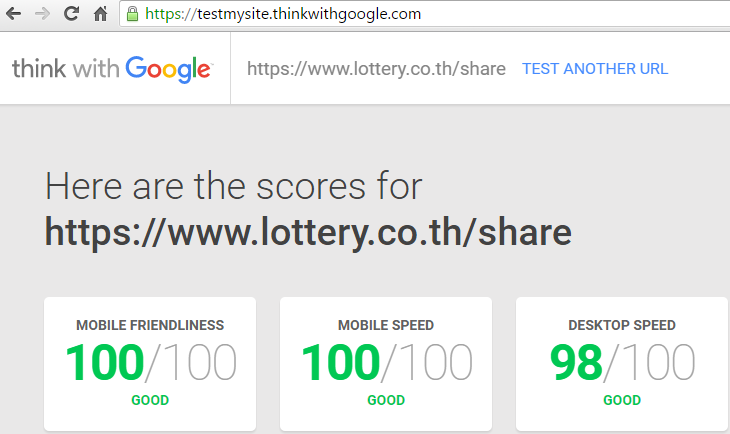 https://testmysite.thinkwithgoogle.com
think with Google https://www.lottery.co.th/share TEST ANOTHER URL
Here are the scores for
https://www.lottery.co.th/share
MOBILE FRIENDLINESS MOBILE SPEED DESKTOP SPEED
100/100 100/100 98/100
GOOD GOOD GOOD